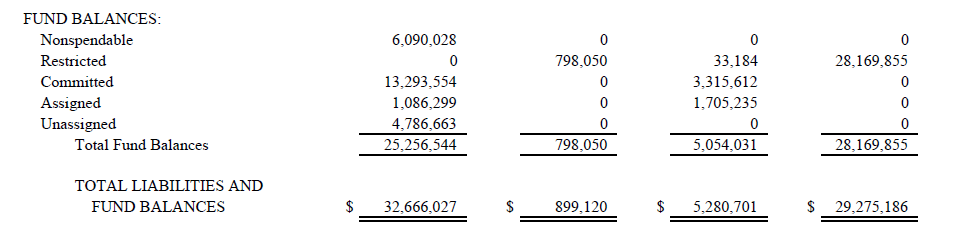 FUND BALANCES:
Nonspendable 6,090,028 0 0 0
Restricted 0 798,050 33,184 28,169,855
Committed 13,293,554 0 3,315,612 0
Assigned 1,086,299 0 1,705,235 0
Unassigned 4,786,663 0 0 0
Total Fund Balances 25,256,544 798,050 5,054,031 28,169,855
TOTAL LIABILITIES AND
FUND BALANCES $ 32,666,027 $ 899,120 $ 5,280,701 $ 29,275,186